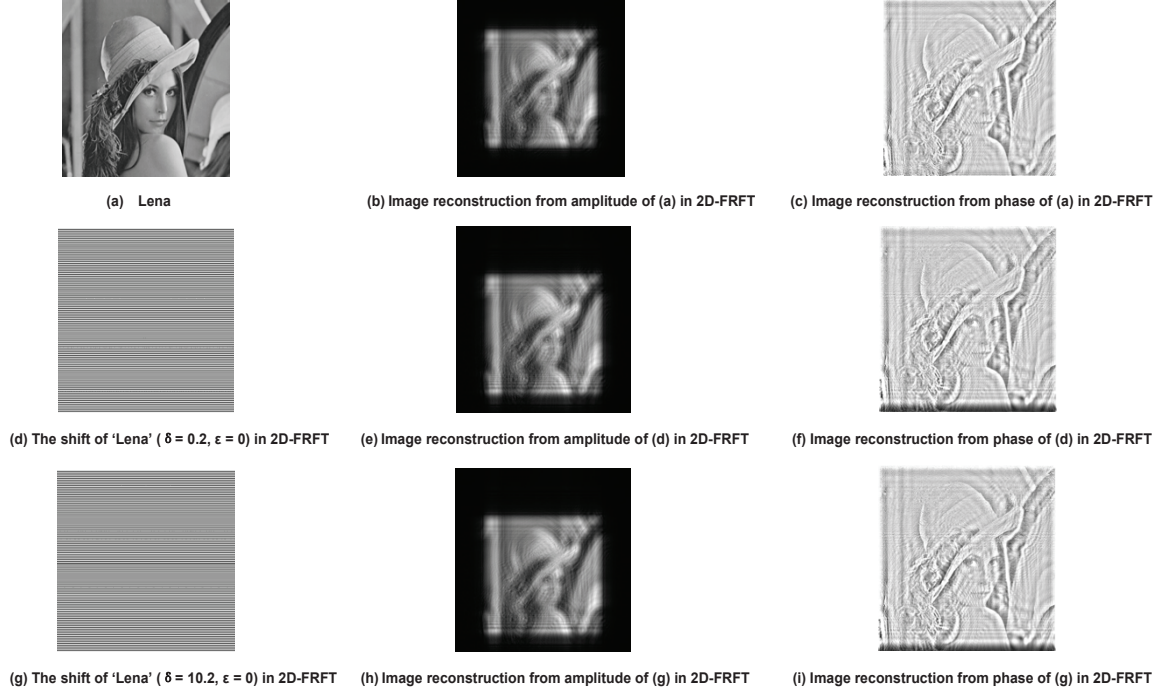 (a) Lena
(b) Image reconstruction from amplitude of (a) in 2D-FRFT
(c) Image reconstruction from phase of (a) in 2D-FRFT
(d) The shift of ‘Lena’ ( δ = 0.2, ε = 0) in 2D-FRFT
(e) Image reconstruction from amplitude of (d) in 2D-FRFT
(f) Image reconstruction from phase of (d) in 2D-FRFT
(g) The shift of ‘Lena’ ( δ = 10.2, ε = 0) in 2D-FRFT
(h) Image reconstruction from amplitude of (g) in 2D-FRFT
(i) Image reconstruction from phase of (g) in 2D-FRFT